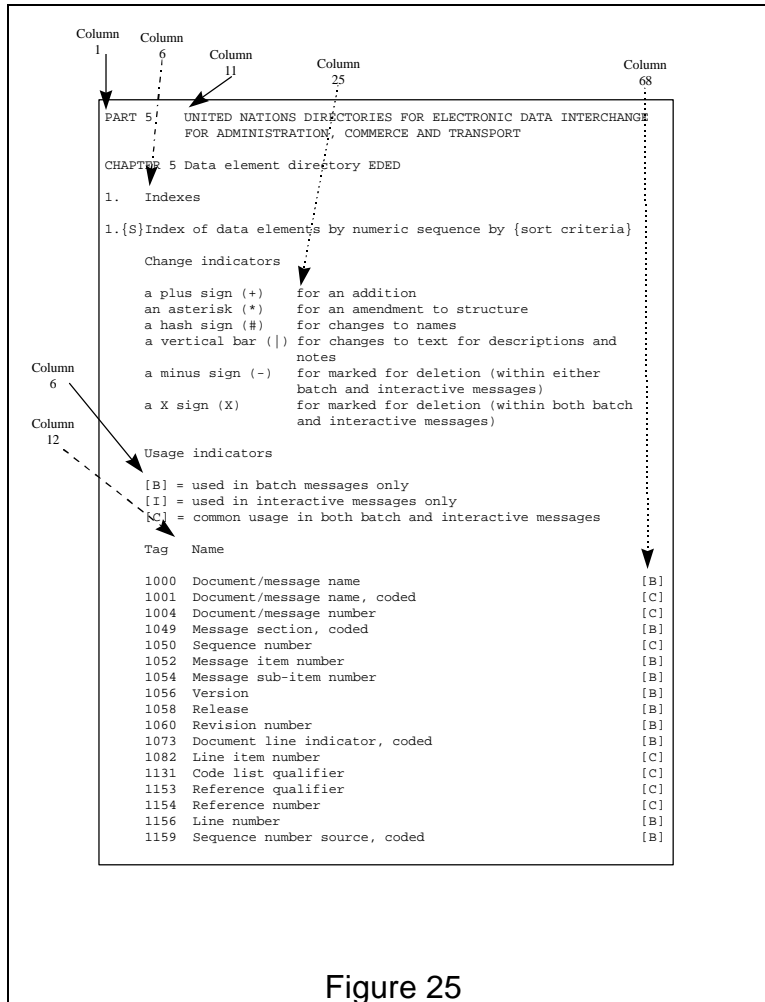 Column
1
Column
6
Column
11
Column
25
Column
68
PART 5    UNITED NATIONS DIRECTORIES FOR ELECTRONIC DATA INTERCHANGE
FOR ADMINISTRATION, COMMERCE AND TRANSPORT
CHAPTER 5 Data element directory EDED
1.   Indexes
1.{S}Index of data elements by numeric sequence by {sort criteria}
Change indicators
a plus sign (+)    for an addition
an asterisk (*)    for an amendment to structure
a hash sign (#)    for changes to names
a vertical bar (|) for changes to text for descriptions and
notes
a minus sign (-)   for marked for deletion (within either
batch and interactive messages)
a X sign (X)       for marked for deletion (within both batch
and interactive messages)
Column
6
Column
12
Usage indicators
[B] = used in batch messages only
[I] = used in interactive messages only
[C] = common usage in both batch and interactive messages
Tag   Name
1000  Document/message name [B]
1001  Document/message name, coded [C]
1004  Document/message number [C]
1049  Message section, coded [B]
1050  Sequence number [C]
1052  Message item number [B]
1054  Message sub-item number [B]
1056  Version [B]
1058  Release [B]
1060  Revision number [B]
1073  Document line indicator, coded [B]
1082  Line item number [C]
1131  Code list qualifier [C]
1153  Reference qualifier [C]
1154  Reference number [C]
1156  Line number [B]
1159  Sequence number source, coded [B]
Figure 25